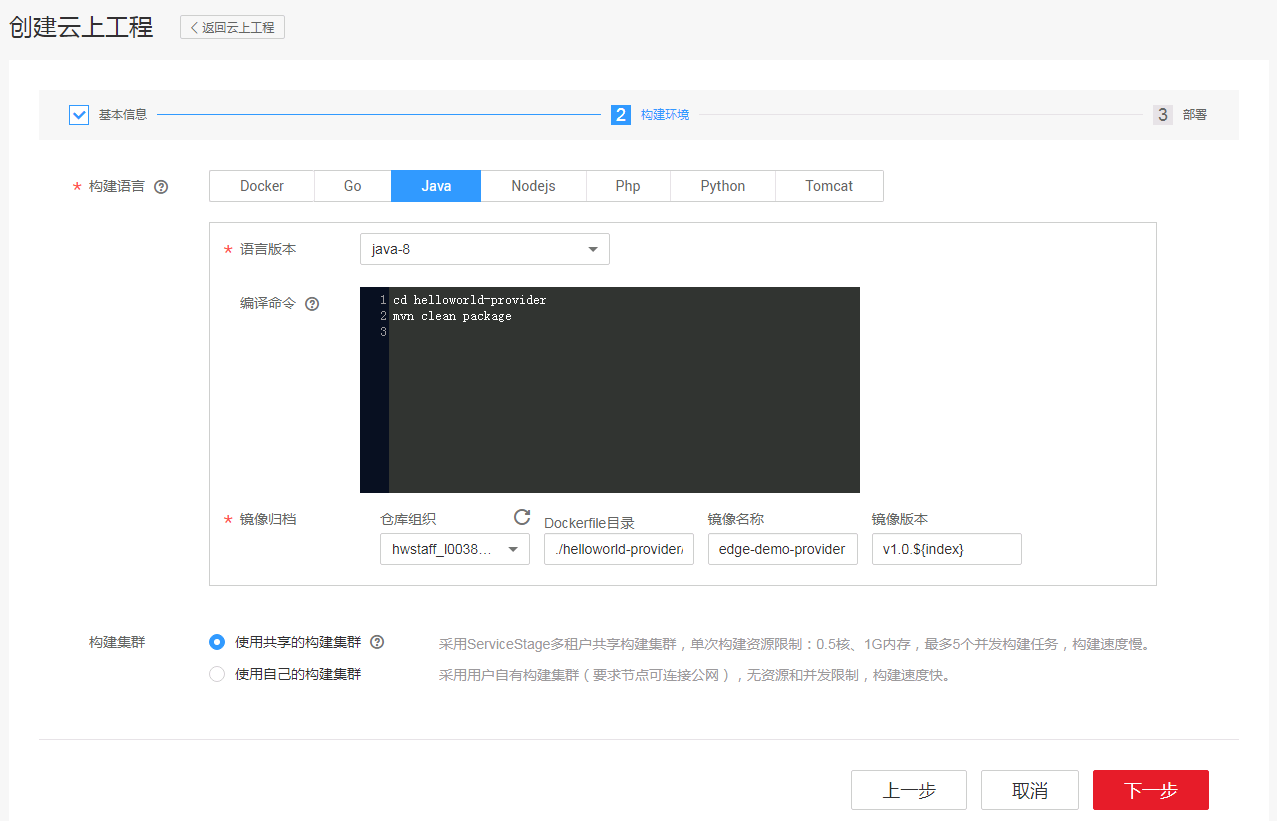 创建云上工程
返回云上工程
基本信息
2 构建环境
3 部署
* 构建语言 ?
Docker Go Java Nodejs Php Python Tomcat
* 语言版本
java-8
编译命令 ?
1 cd helloworld-provider
2 mvn clean package
3
* 镜像归档
仓库组织 Dockerfile目录 镜像名称 镜像版本
hwstaff_l0038... ./helloworld-provider/ edge-demo-provider v1.0.${index}
构建集群
使用共享的构建集群 ? 采用ServiceStage多租户共享构建集群，单次构建资源限制：0.5核、1G内存，最多5个并发构建任务，构建速度慢。
使用自己的构建集群 采用用户自有构建集群（要求节点可连接公网），无资源和并发限制，构建速度快。
上一步 取消 下一步